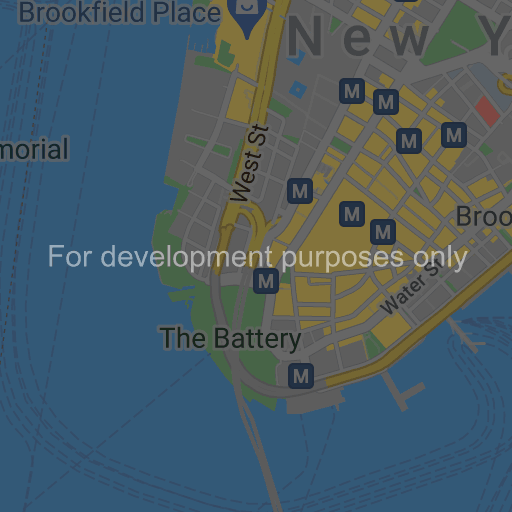 Brookfield Place
New Y
morial
West St
M
M
M
M
M
M
M
Broo
For development purposes only
M
Water St
The Battery
M